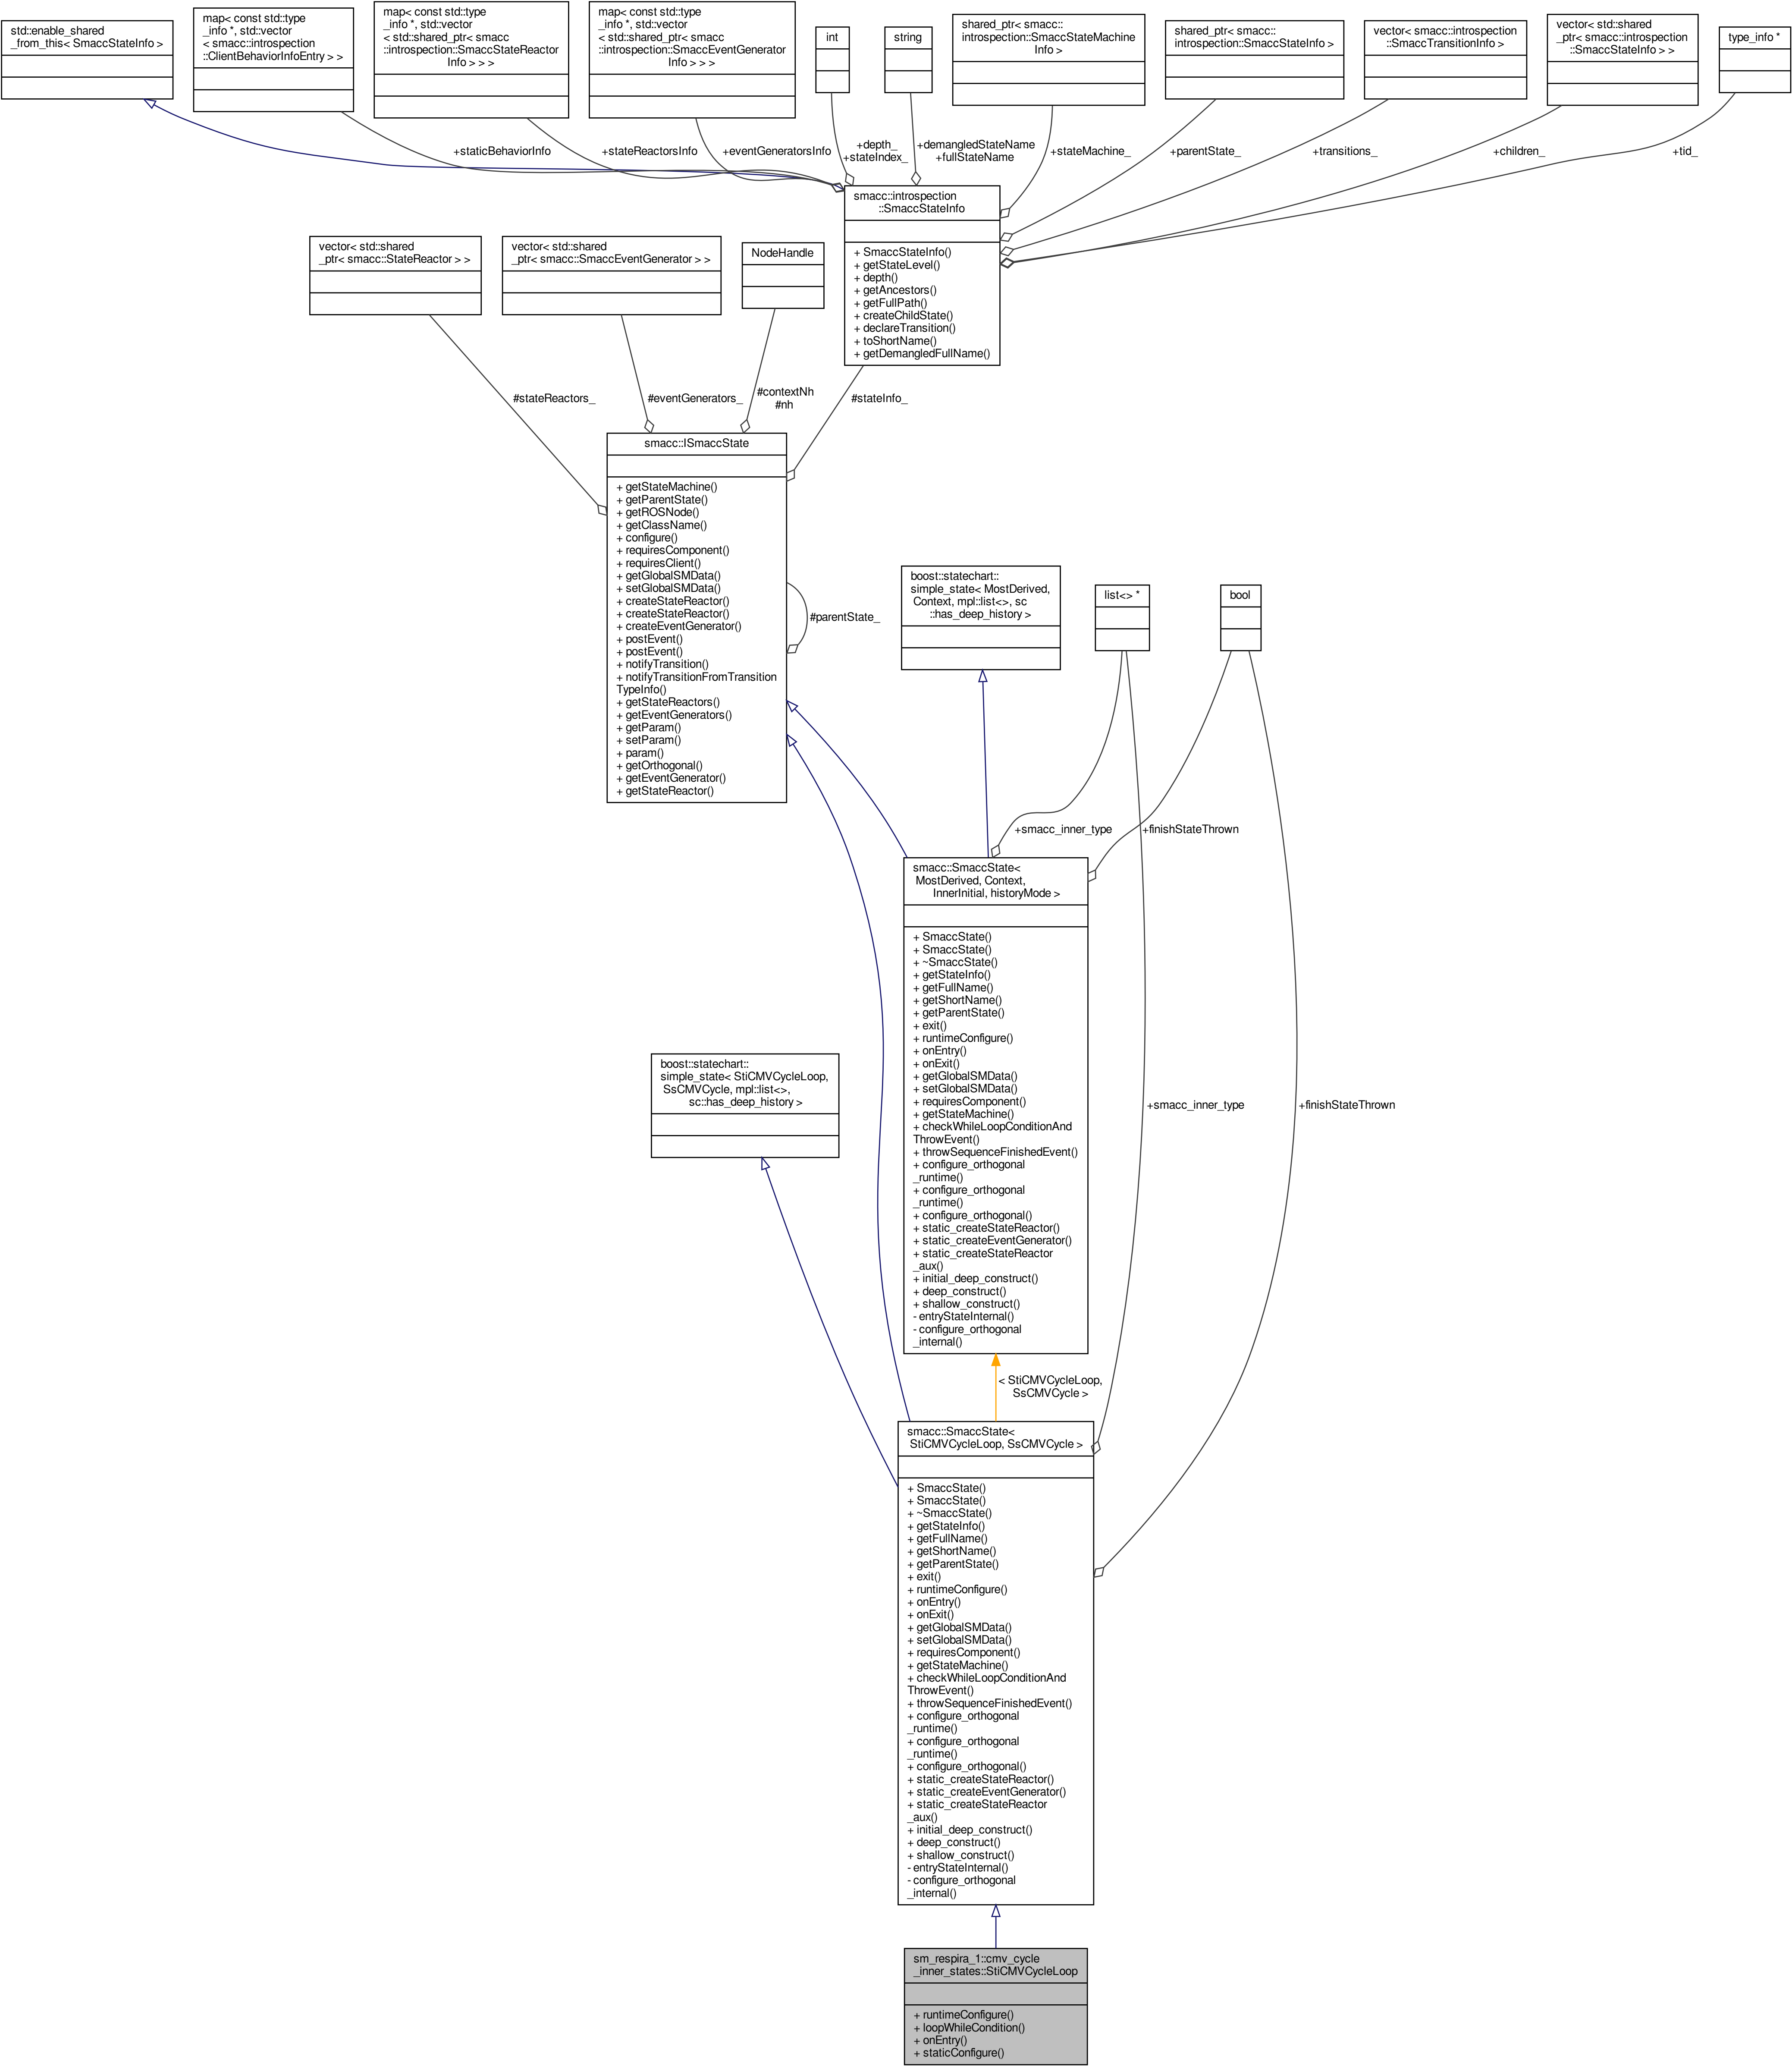 std::enable_shared
_from_this< SmaccStateInfo >
map< const std::type
_info *, std::vector
< smacc::introspection
::ClientBehaviorInfoEntry > >
map< const std::type
_info *, std::vector
< std::shared_ptr< smacc
::introspection::SmaccStateReactor
Info > > >
map< const std::type
_info *, std::vector
< std::shared_ptr< smacc
::introspection::SmaccEventGenerator
Info > > >
int
string
shared_ptr< smacc::
introspection::SmaccStateMachine
Info >
shared_ptr< smacc::
introspection::SmaccStateInfo >
vector< smacc::introspection
::SmaccTransitionInfo >
vector< std::shared
_ptr< smacc::introspection
::SmaccStateInfo > >
type_info *
+staticBehaviorInfo
+stateReactorsInfo
+eventGeneratorsInfo
+depth_
+stateIndex_
+demangledStateName
+fullStateName
+stateMachine_
+parentState_
+transitions_
+children_
+tid_
smacc::introspection
::SmaccStateInfo
+ SmaccStateInfo()
+ getStateLevel()
+ depth()
+ getAncestors()
+ getFullPath()
+ createChildState()
+ declareTransition()
+ toShortName()
+ getDemangledFullName()
vector< std::shared
_ptr< smacc::StateReactor > >
vector< std::shared
_ptr< smacc::SmaccEventGenerator > >
NodeHandle
#stateReactors_
#eventGenerators_
#contextNh
#nh
#stateInfo_
smacc::ISmaccState
+ getStateMachine()
+ getParentState()
+ getROSNode()
+ getClassName()
+ configure()
+ requiresComponent()
+ requiresClient()
+ getGlobalSMData()
+ setGlobalSMData()
+ createStateReactor()
+ createStateReactor()
+ createEventGenerator()
+ postEvent()
+ postEvent()
+ notifyTransition()
+ notifyTransitionFromTransition
TypeInfo()
+ getStateReactors()
+ getEventGenerators()
+ getParam()
+ setParam()
+ param()
+ getOrthogonal()
+ getEventGenerator()
+ getStateReactor()
#parentState_
boost::statechart::
simple_state< MostDerived,
Context, mpl::list<>, sc
::has_deep_history >
list<> *
bool
+smacc_inner_type
+finishStateThrown
smacc::SmaccState<
MostDerived, Context,
InnerInitial, historyMode >
+ SmaccState()
+ SmaccState()
+ ~SmaccState()
+ getStateInfo()
+ getFullName()
+ getShortName()
+ getParentState()
+ exit()
+ runtimeConfigure()
+ onEntry()
+ onExit()
+ getGlobalSMData()
+ setGlobalSMData()
+ requiresComponent()
+ getStateMachine()
+ checkWhileLoopConditionAnd
ThrowEvent()
+ throwSequenceFinishedEvent()
+ configure_orthogonal
_runtime()
+ configure_orthogonal
_runtime()
+ configure_orthogonal()
+ static_createStateReactor()
+ static_createEventGenerator()
+ static_createStateReactor
_aux()
+ initial_deep_construct()
+ deep_construct()
+ shallow_construct()
- entryStateInternal()
- configure_orthogonal
_internal()
boost::statechart::
simple_state< StiCMVCycleLoop,
SsCMVCycle, mpl::list<>,
sc::has_deep_history >
+smacc_inner_type
+finishStateThrown
< StiCMVCycleLoop,
SsCMVCycle >
smacc::SmaccState<
StiCMVCycleLoop, SsCMVCycle >
+ SmaccState()
+ SmaccState()
+ ~SmaccState()
+ getStateInfo()
+ getFullName()
+ getShortName()
+ getParentState()
+ exit()
+ runtimeConfigure()
+ onEntry()
+ onExit()
+ getGlobalSMData()
+ setGlobalSMData()
+ requiresComponent()
+ getStateMachine()
+ checkWhileLoopConditionAnd
ThrowEvent()
+ throwSequenceFinishedEvent()
+ configure_orthogonal
_runtime()
+ configure_orthogonal
_runtime()
+ configure_orthogonal()
+ static_createStateReactor()
+ static_createEventGenerator()
+ static_createStateReactor
_aux()
+ initial_deep_construct()
+ deep_construct()
+ shallow_construct()
- entryStateInternal()
- configure_orthogonal
_internal()
sm_respira_1::cmv_cycle
_inner_states::StiCMVCycleLoop
+ runtimeConfigure()
+ loopWhileCondition()
+ onEntry()
+ staticConfigure()